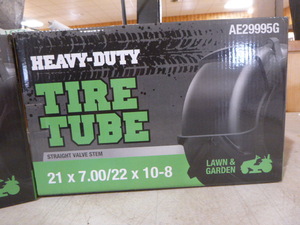 AE29995G
HEAVY-DUTY
TIRE
TUBE
STRAIGHT VALVE STEM
21 x 7.00/22 x 10-8
LAWN &
GARDEN